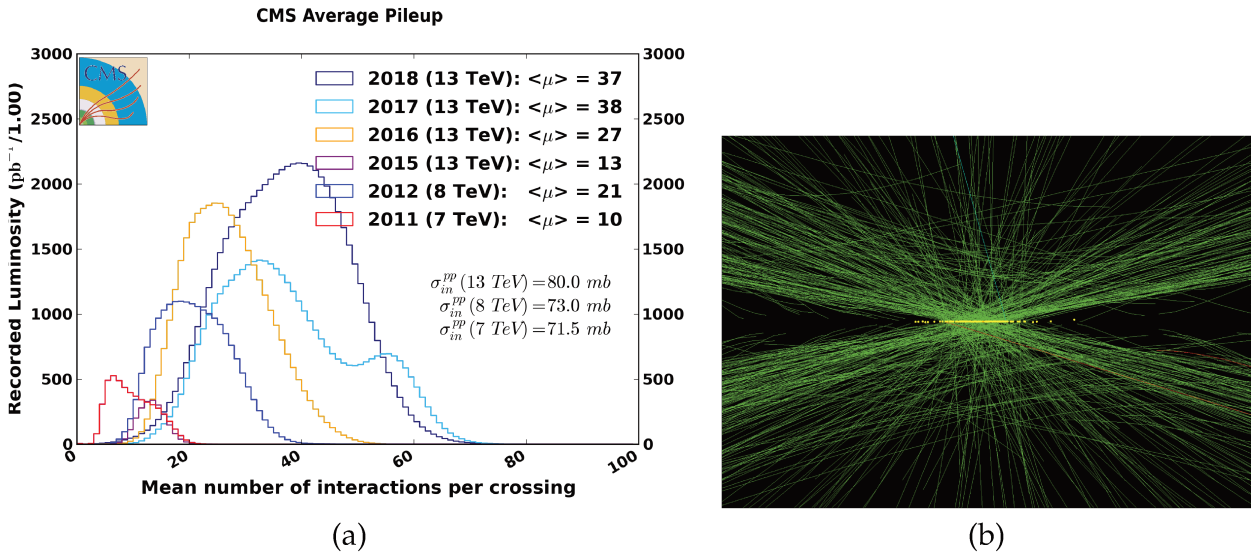 CMS Average Pileup
3000
2500
2000
1500
1000
500
0
3000
2500
2000
1500
1000
500
0
Recorded Luminosity (pb⁻¹/1.00)
CMS
2018 (13 TeV): <μ> = 37
2017 (13 TeV): <μ> = 38
2016 (13 TeV): <μ> = 27
2015 (13 TeV): <μ> = 13
2012 (8 TeV): <μ> = 21
2011 (7 TeV): <μ> = 10
σ_in^pp (13 TeV)=80.0 mb
σ_in^pp (8 TeV)=73.0 mb
σ_in^pp (7 TeV)=71.5 mb
0 20 40 60 80 100
Mean number of interactions per crossing
(a) (b)